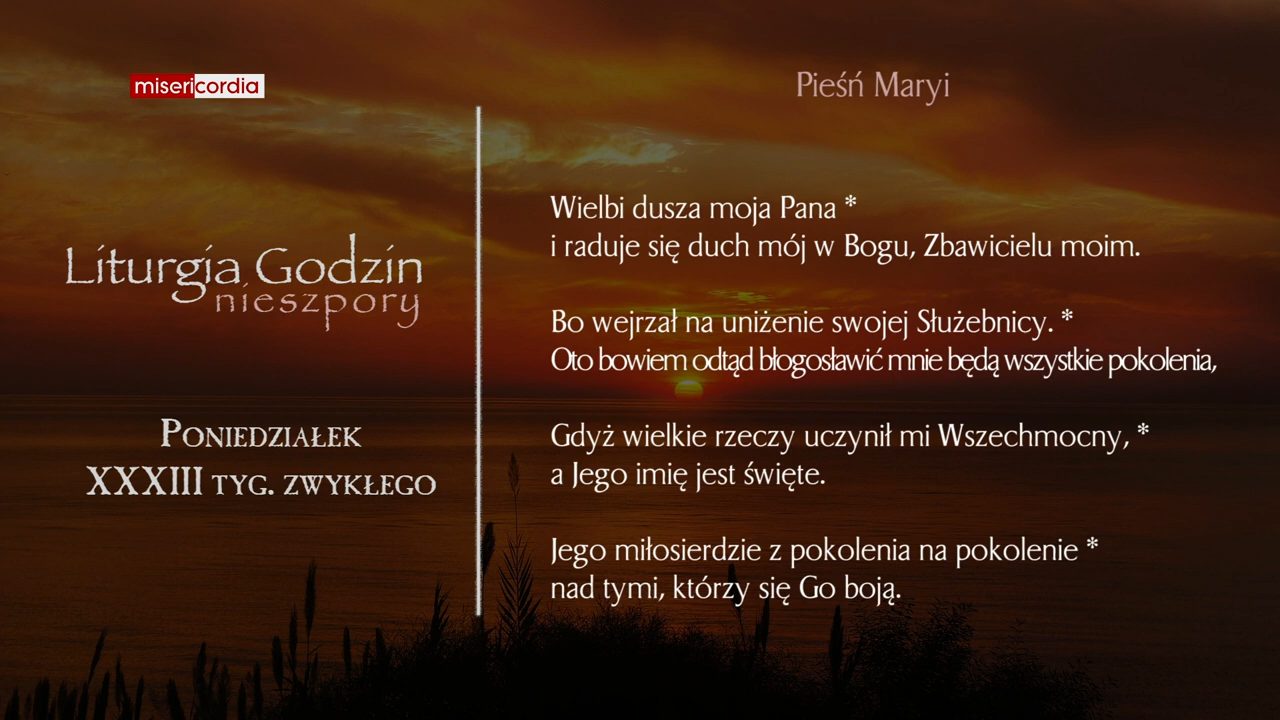 misericordia
Liturgia Godzin
nieszpory
Poniedziałek
XXXIII tyg. zwykłego
Pieśń Maryi
Wielbi dusza moja Pana *
i raduje się duch mój w Bogu, Zbawicielu moim.
Bo wejrzał na uniżenie swojej Służebnicy. *
Oto bowiem odtąd błogosławić mnie będą wszystkie pokolenia,
Gdyż wielkie rzeczy uczynił mi Wszechmocny, *
a Jego imię jest święte.
Jego miłosierdzie z pokolenia na pokolenie *
nad tymi, którzy się Go boją.